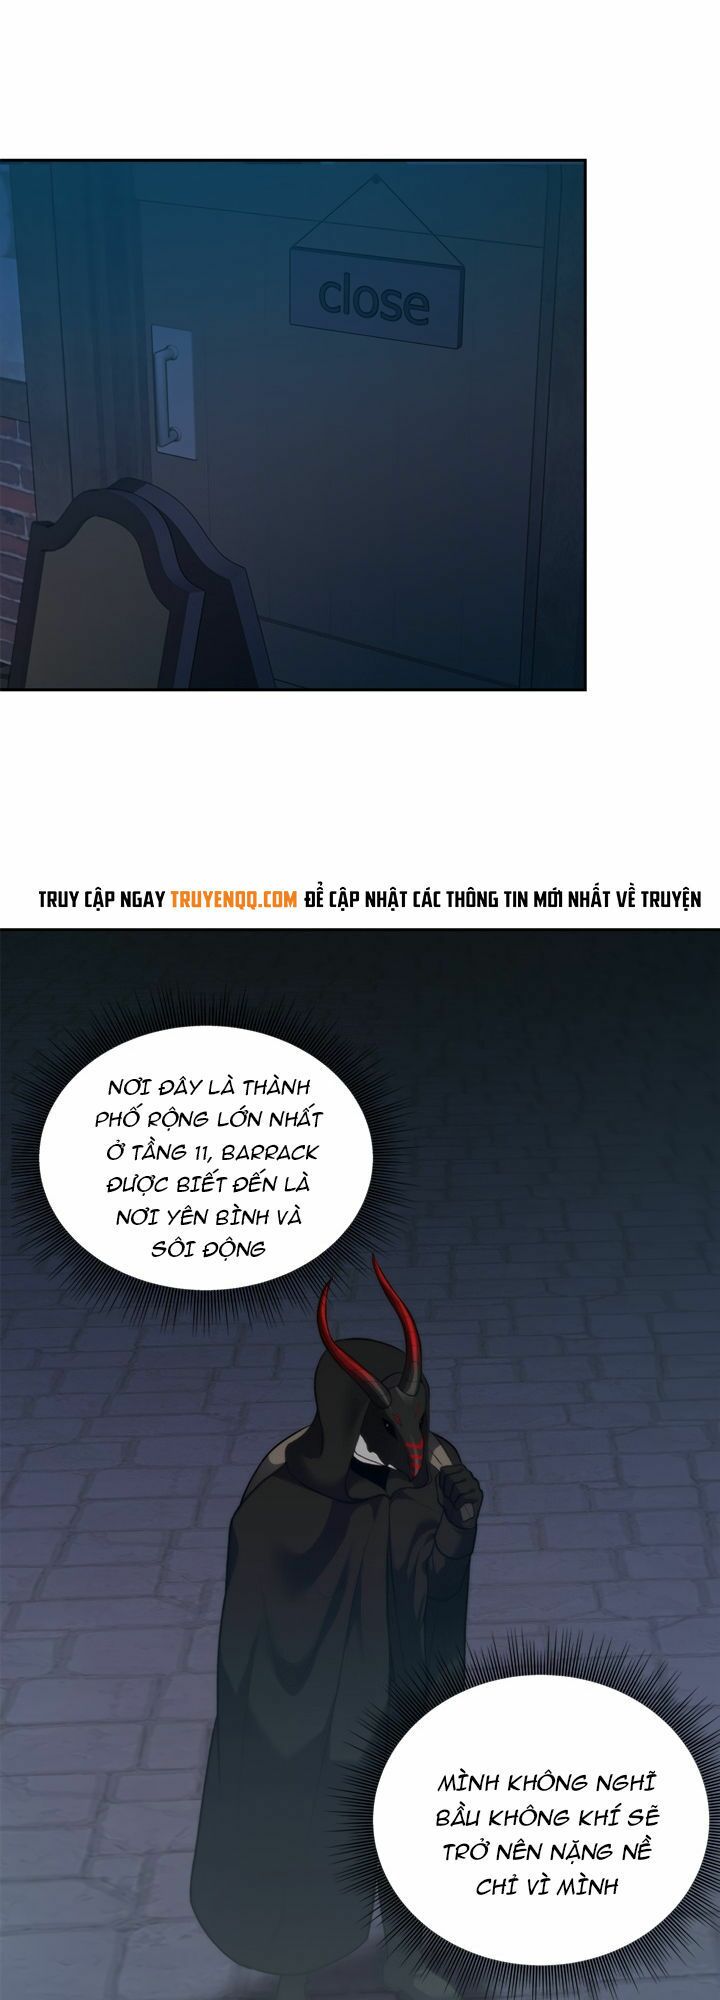 close
TRUY CẬP NGAY TRUYENQQ.COM ĐỂ CẬP NHẬT CÁC THÔNG TIN MỚI NHẤT VỀ TRUYỆN
NƠI ĐÂY LÀ THÀNH
PHỐ RỘNG LỚN NHẤT
Ở TẦNG 11, BARRACK
ĐƯỢC BIẾT ĐẾN LÀ
NƠI YÊN BÌNH VÀ
SÔI ĐỘNG
MÌNH KHÔNG NGHĨ
BẦU KHÔNG KHÍ SẼ
TRỞ NÊN NẶNG NỀ
CHỈ VÌ MÌNH